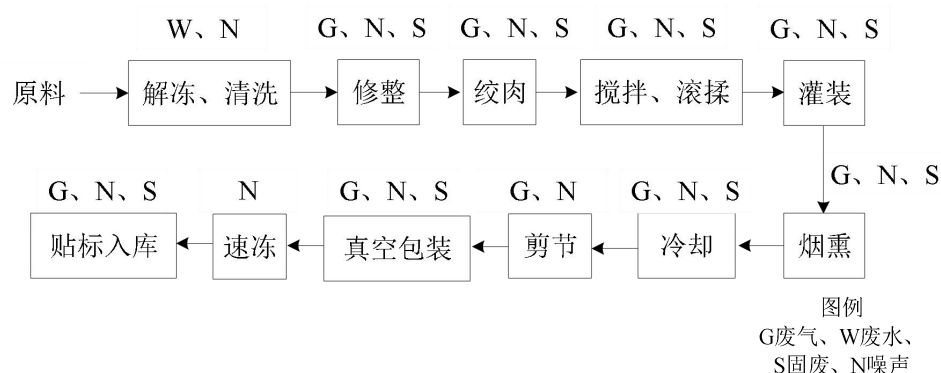 W、N
G、N、S
G、N、S
G、N、S
G、N、S
原料
解冻、清洗
修整
绞肉
搅拌、滚揉
灌装
G、N、S
G、N、S
N
G、N、S
G、N
G、N、S
贴标入库
速冻
真空包装
剪节
冷却
烟熏
图例
G废气、W废水、
S固废、N噪声